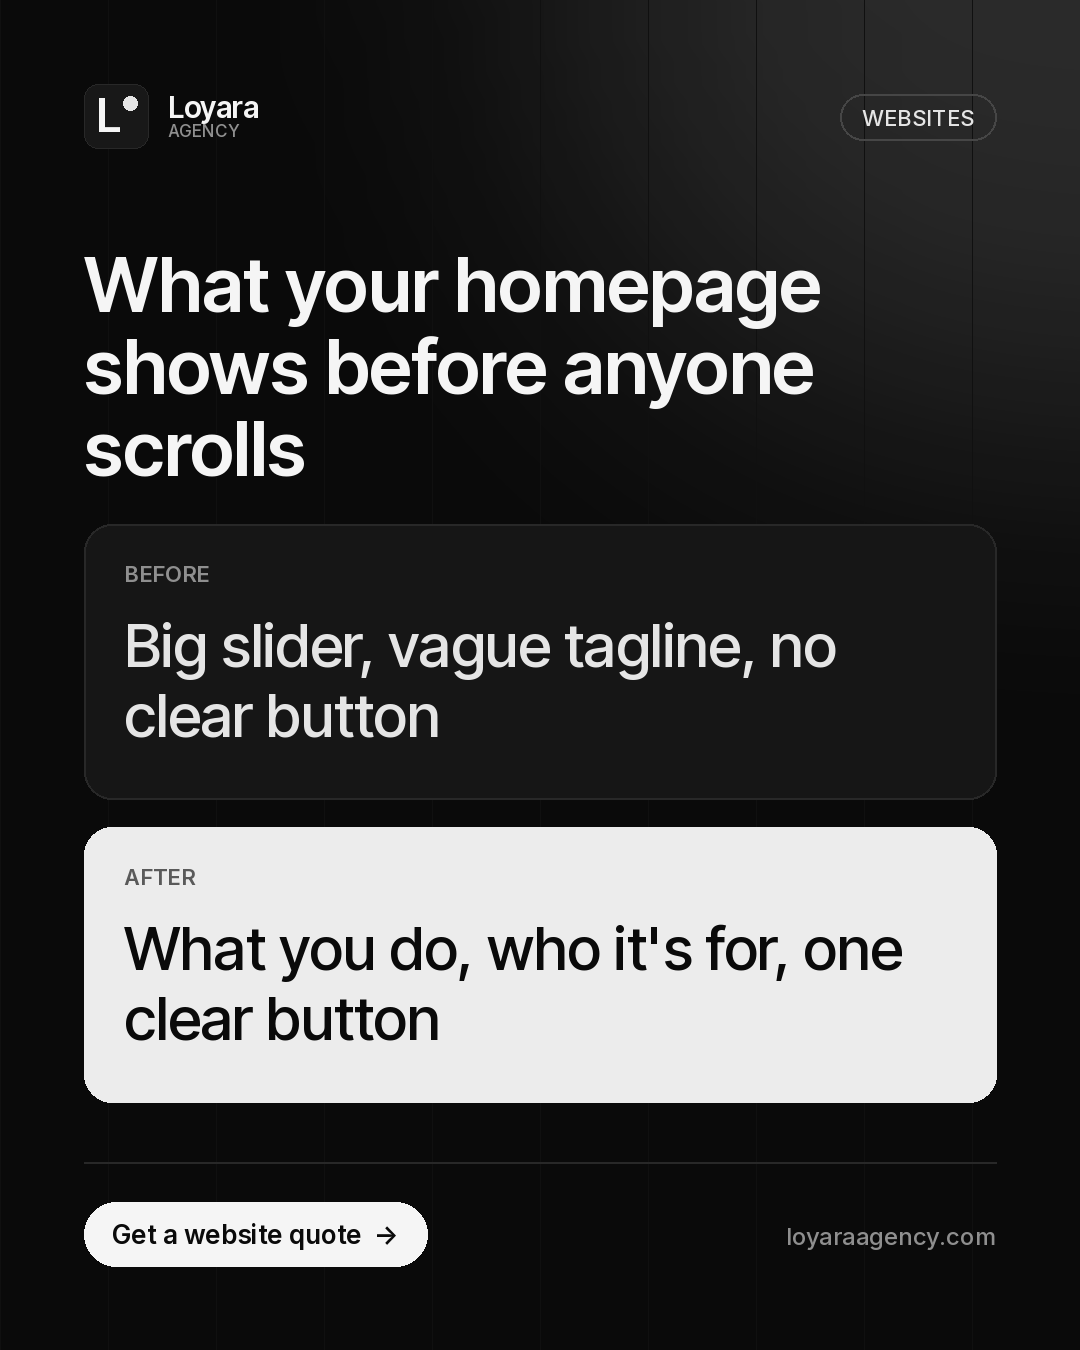 Loyara
AGENCY
WEBSITES
What your homepage
shows before anyone
scrolls
BEFORE
Big slider, vague tagline, no
clear button
AFTER
What you do, who it's for, one
clear button
Get a website quote →
loyaraagency.com